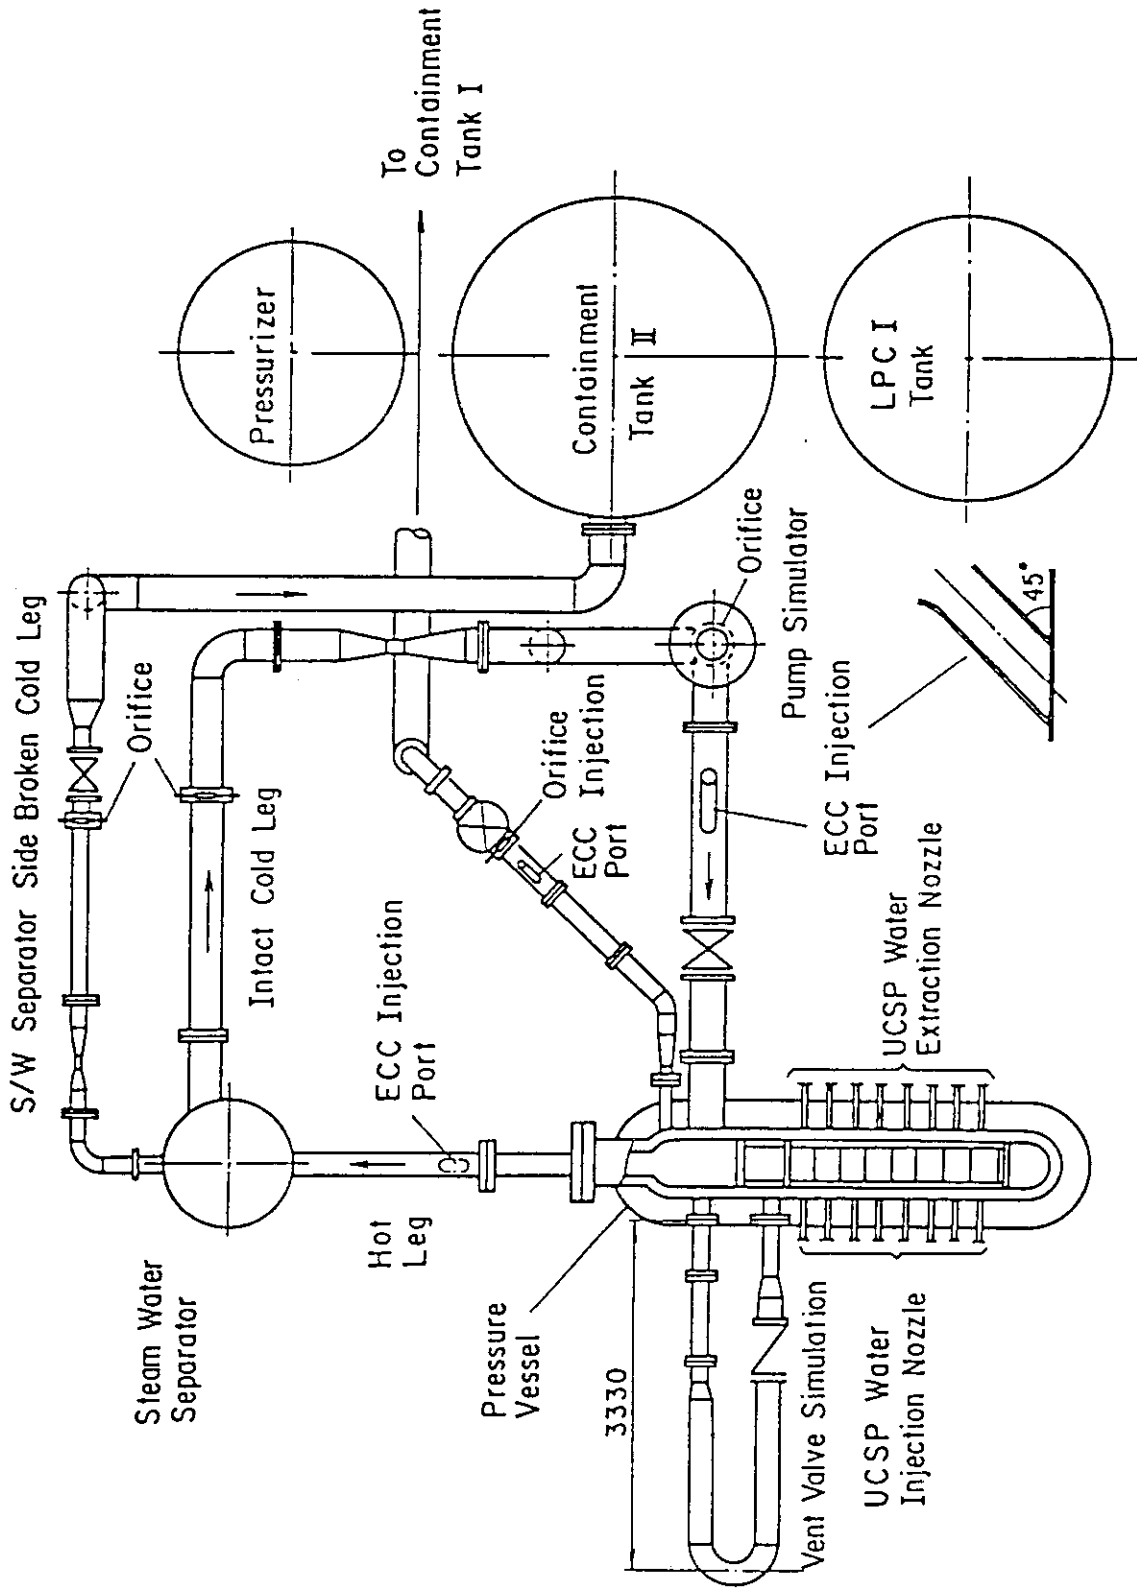 S/W Separator Side Broken Cold Leg
Orifice
Intact Cold Leg
Steam Water
Separator
Hot
Leg
ECC Injection
Port
Pressure
Vessel
3330
Vent Valve Simulation
UCSP Water
Injection Nozzle
UCSP Water
Extraction Nozzle
Orifice
ECC Injection
Port
ECC Injection
Port
Pump Simulator
Orifice
45°
Pressurizer
To
Containment
Tank I
Containment
Tank II
LPCI
Tank